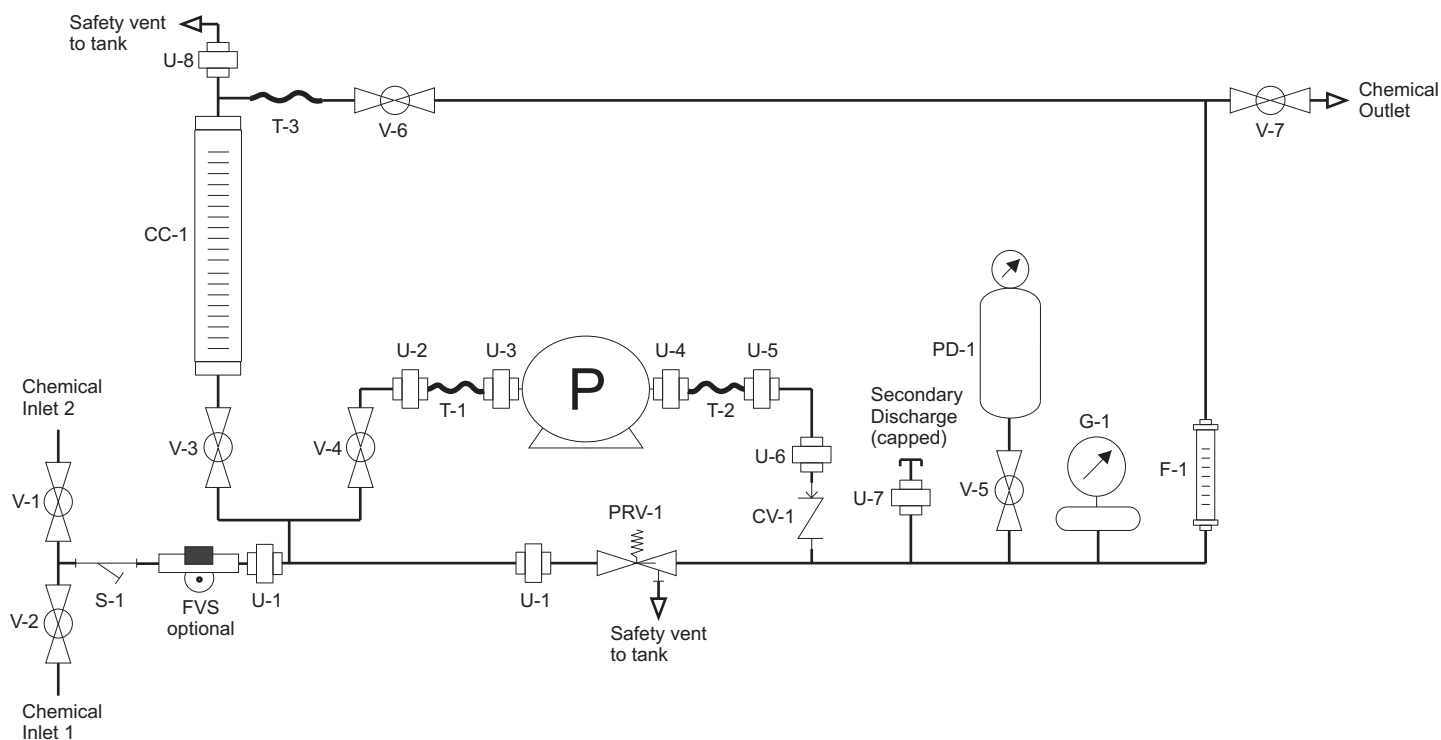 Safety vent
to tank
U-8
T-3
V-6
V-7
Chemical
Outlet
CC-1
PD-1
U-2
U-3
P
U-4
U-5
T-1
T-2
Chemical
Inlet 2
V-3
V-4
Secondary
Discharge
(capped)
G-1
U-6
F-1
V-1
U-7
V-5
PRV-1
CV-1
S-1
FVS
optional
U-1
U-1
V-2
Safety vent
to tank
Chemical
Inlet 1